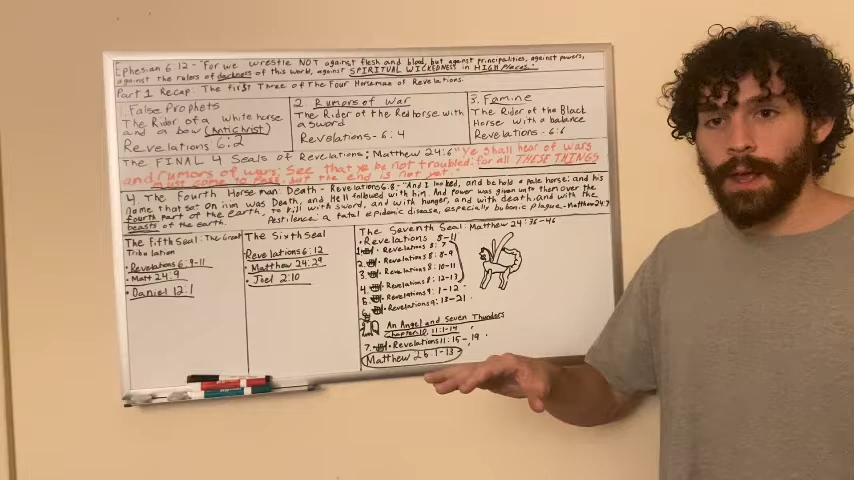 Ephesian 6:12 - "For we wrestle NOT against flesh and blood, but against principalities, against powers,
against the rulers of darkness of this world, against SPIRITUAL WICKEDNESS in HIGH Places."
Part 1 Recap: The first Three of The Four Horseman of Revelations.
1. False Prophets
The Rider of a white horse
and a bow (Antichrist)
Revelations 6:2
2 Rumors of War
The Rider of the Red horse with
a sword
Revelations - 6:4
3. Famine
The Rider of the Black
Horse with a balance
Revelations - 6:6
The FINAL 4 Seals of Revelations: Matthew 24:6 "Ye shall hear of wars
and rumors of wars: see that ye be not troubled: for all THESE THINGS
must come to pass, but the end is not yet."
4. The Fourth Horseman: Death - Revelations 6:8 - "And I looked, and behold a pale horse: and his
name that sat on him was Death, and Hell followed with him. And Power was given unto them over the
fourth part of the earth, to kill with sword, and with hunger, and with death, and with the
beasts of the earth.
Pestilence: a fatal epidemic disease, especially bubonic plague. - Matthew 24:7
The Fifth Seal: The Great
Tribulation
• Revelations 6:9-11
• Matt 24:9
• Daniel 12:1
The Sixth Seal
Revelations 6:12
• Matthew 24:29
• Joel 2:10
The Seventh Seal: Matthew 24:36-46
• Revelations 8-11
1. • Revelations 8:7
2. • Revelations 8:8-9
3. • Revelations 8:10-11
4. • Revelations 8:12-13
5. • Revelations 9:1-12
6. • Revelations 9:13-21
An Angel and Seven Thunders
Chapter 10, 11:1-14
7. • Revelations 11:15-19
Matthew 26:1-13